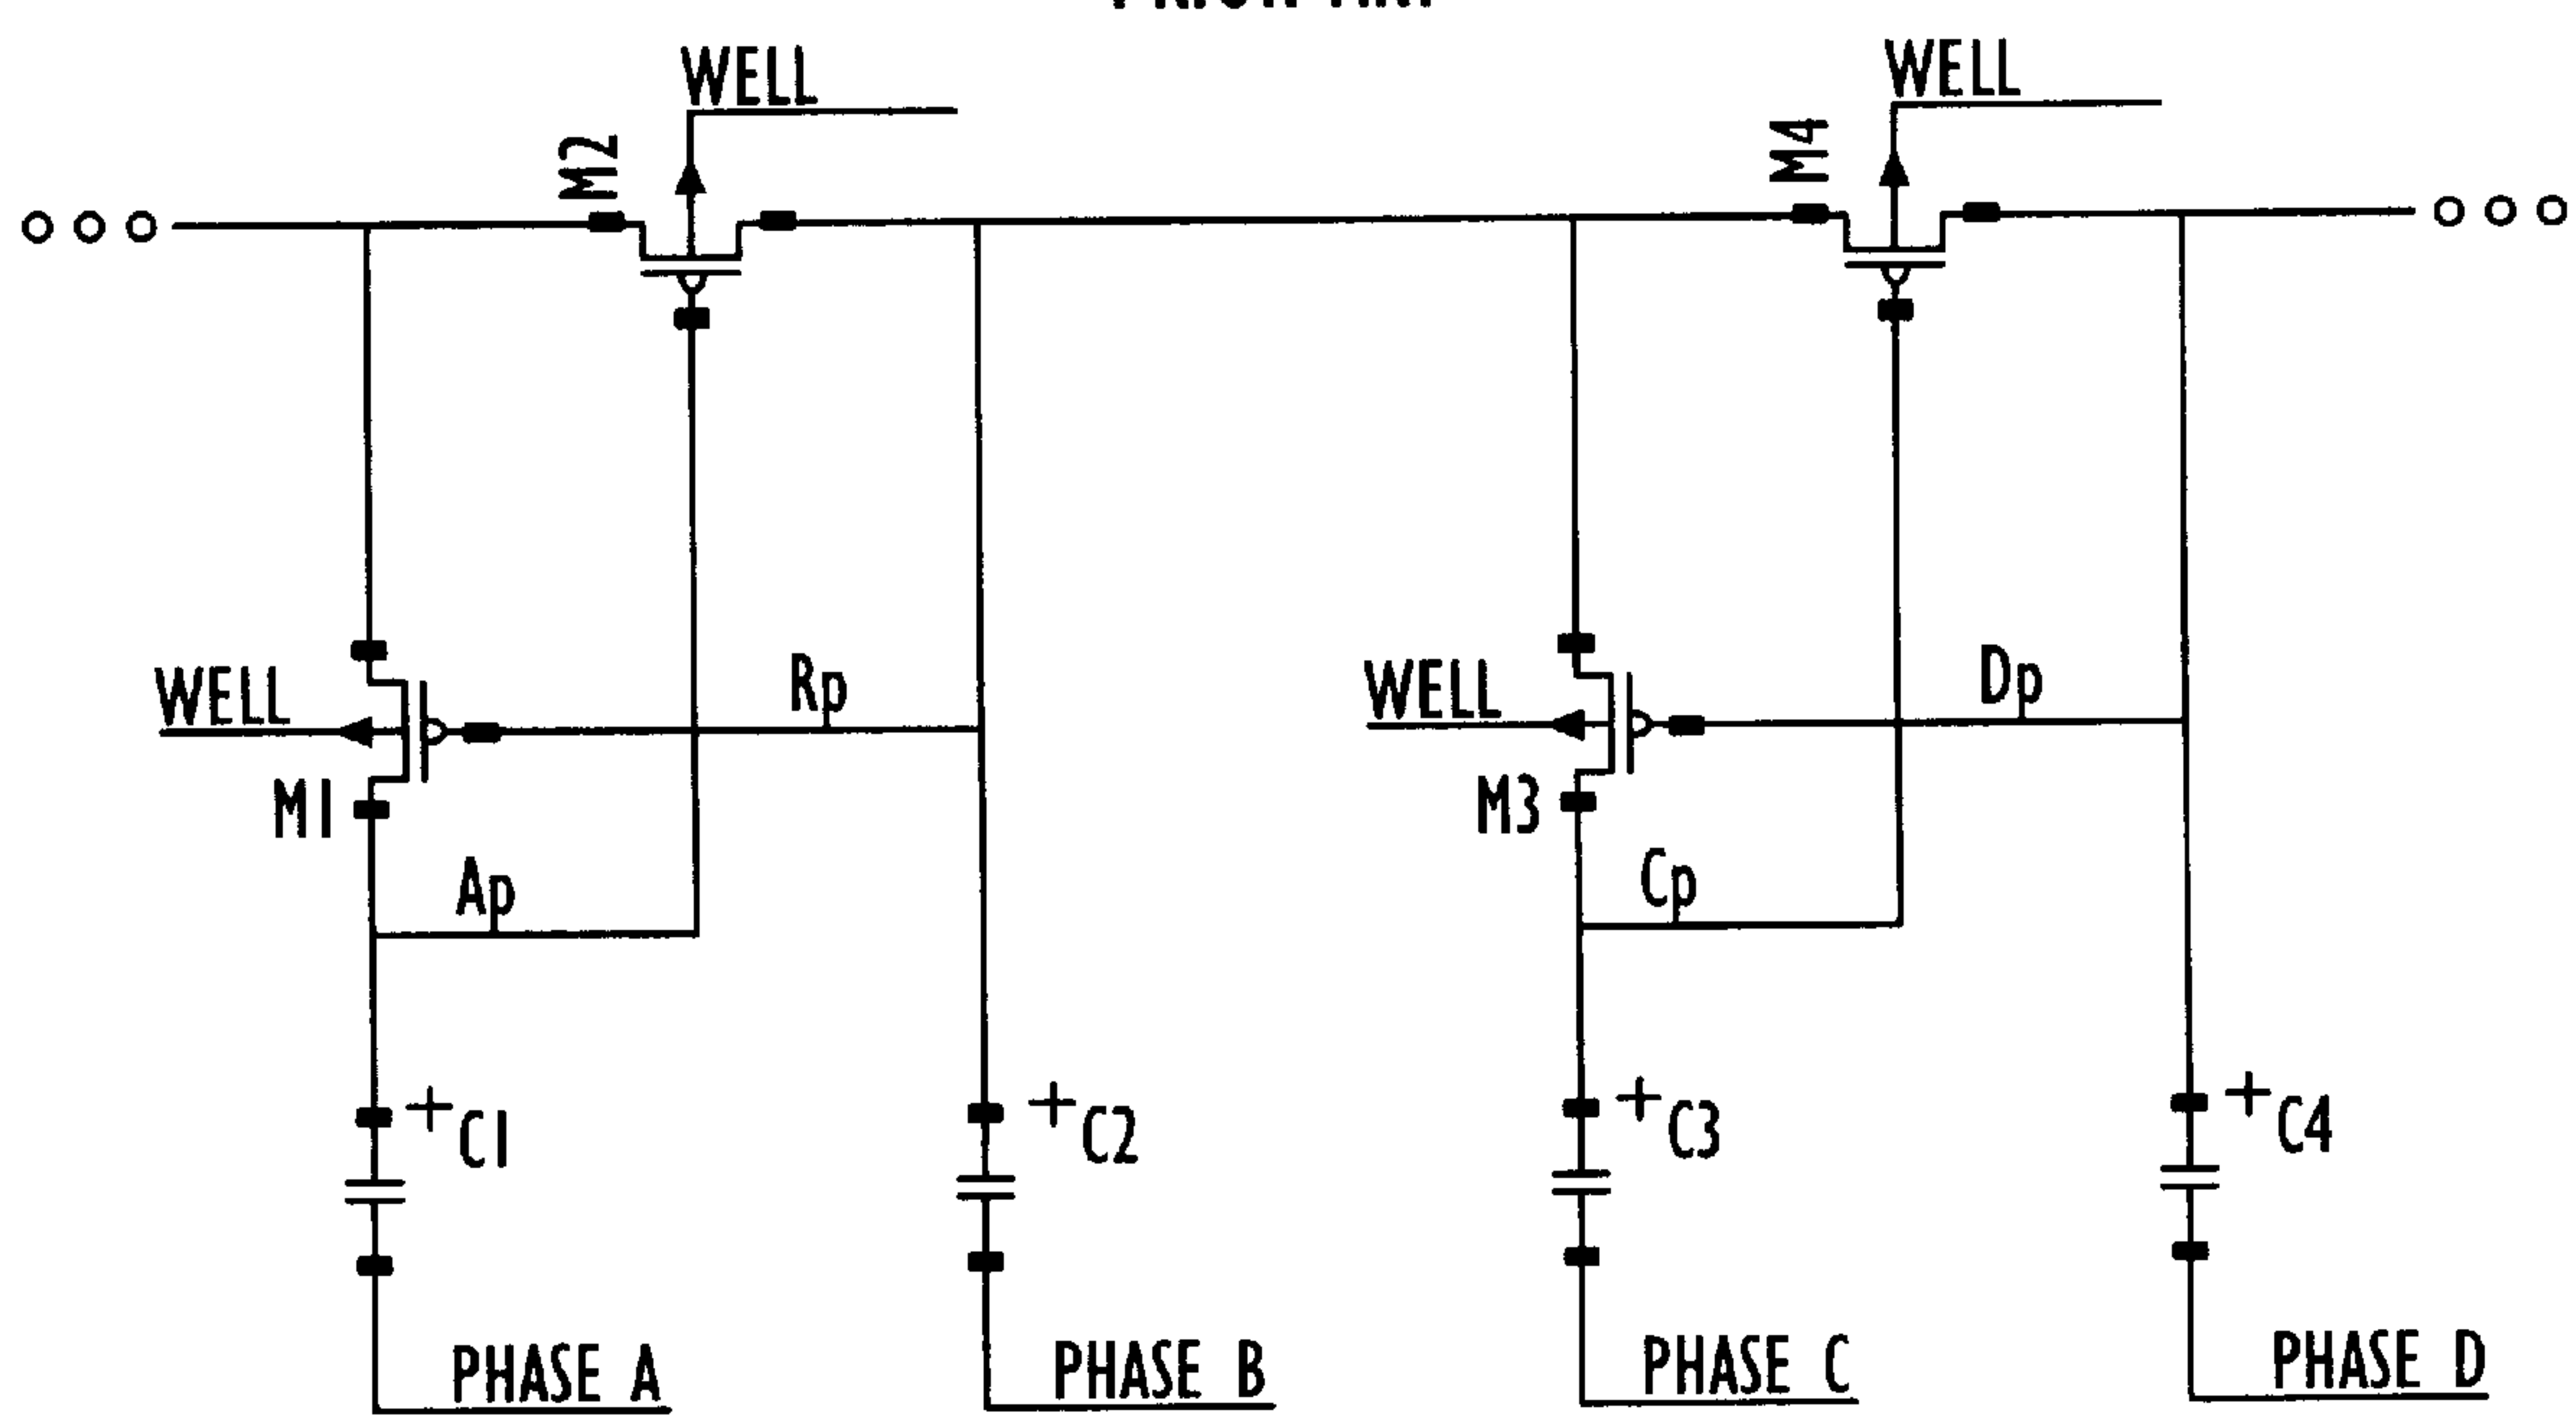 WELL
WELL
M2
M4
WELL
Rp
WELL
Dp
M1
M3
Ap
Cp
+C1
+C2
+C3
+C4
PHASE A
PHASE B
PHASE C
PHASE D